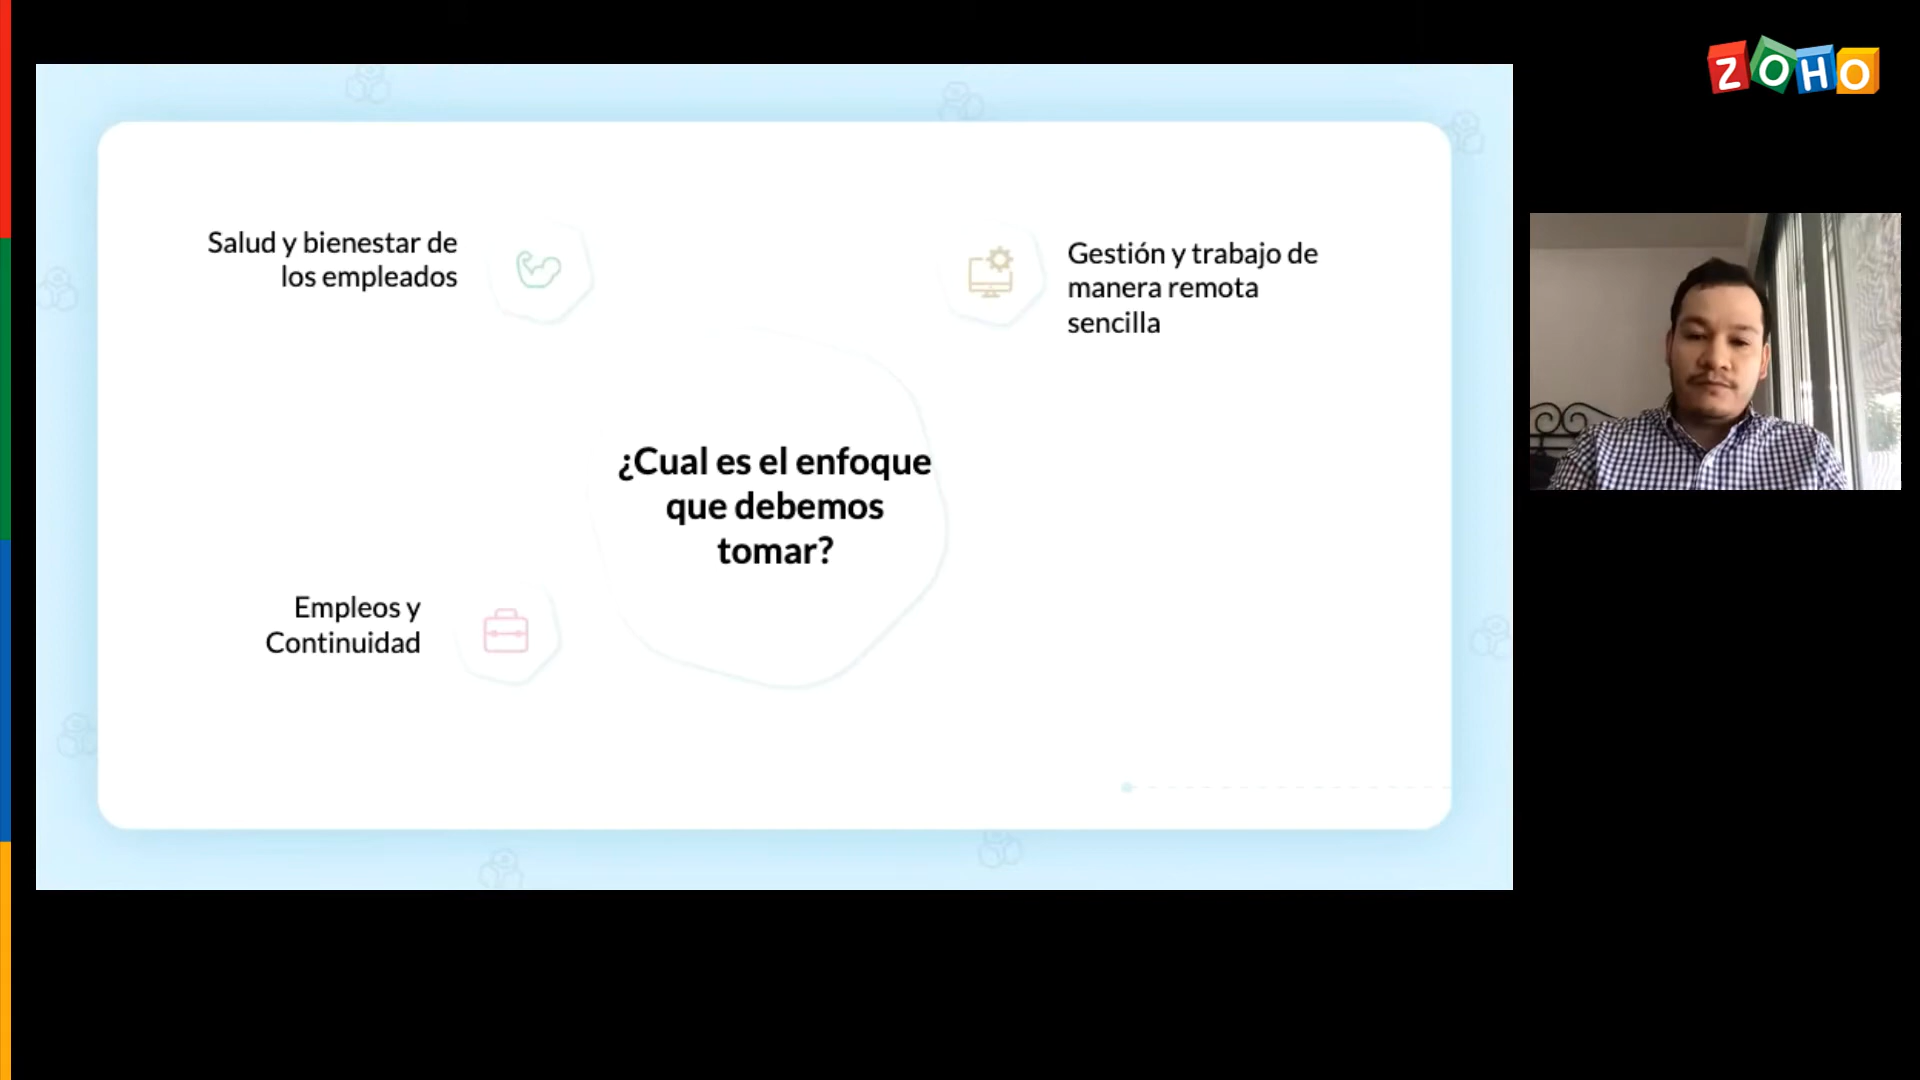 ZOHO
Salud y bienestar de
los empleados
Gestión y trabajo de
manera remota
sencilla
¿Cual es el enfoque
que debemos
tomar?
Empleos y
Continuidad